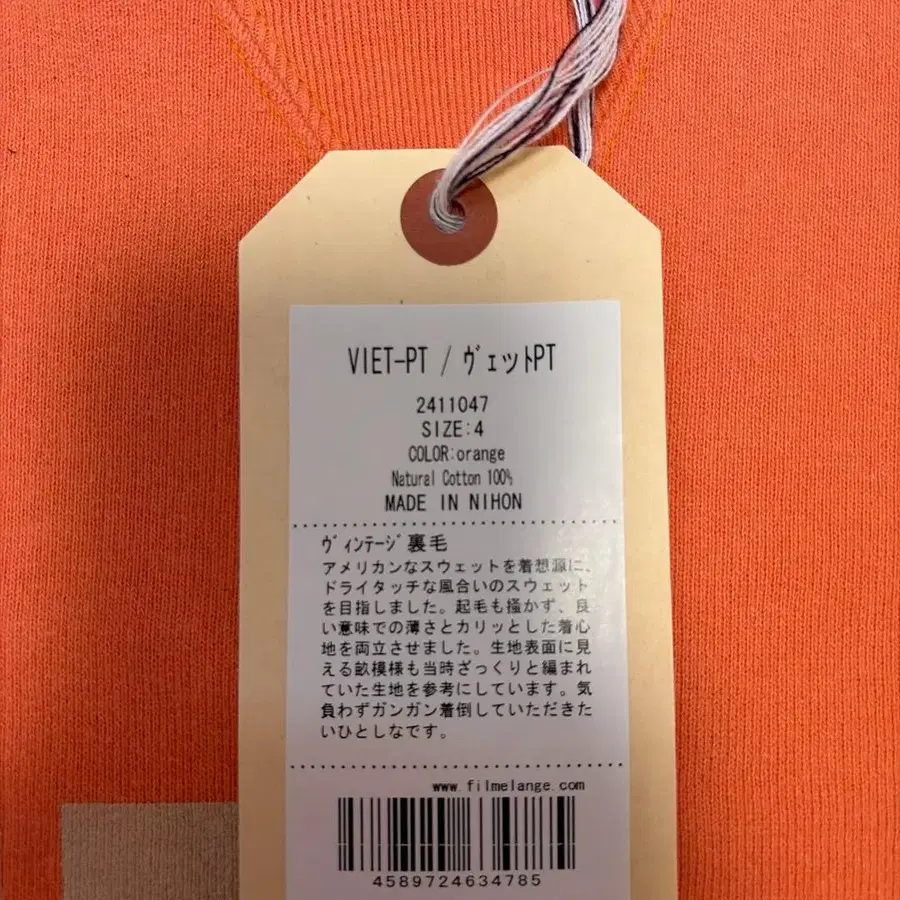 VIET-PT / ヴェットPT
2411047
SIZE:4
COLOR:orange
Natural Cotton 100%
MADE IN NIHON
ヴィンテージ裏毛
アメリカンなスウェットを着想源に、
ドライタッチな風合いのスウェット
を目指しました。起毛も掻かず、良
い意味での薄さとカリッとした着心
地を両立させました。生地表面に見
える畝模様も当時ざっくりと編まれ
ていた生地を参考にしています。気
負わずガンガン着倒していただきた
いひとしなです。
www.filmelange.com
4589724634785